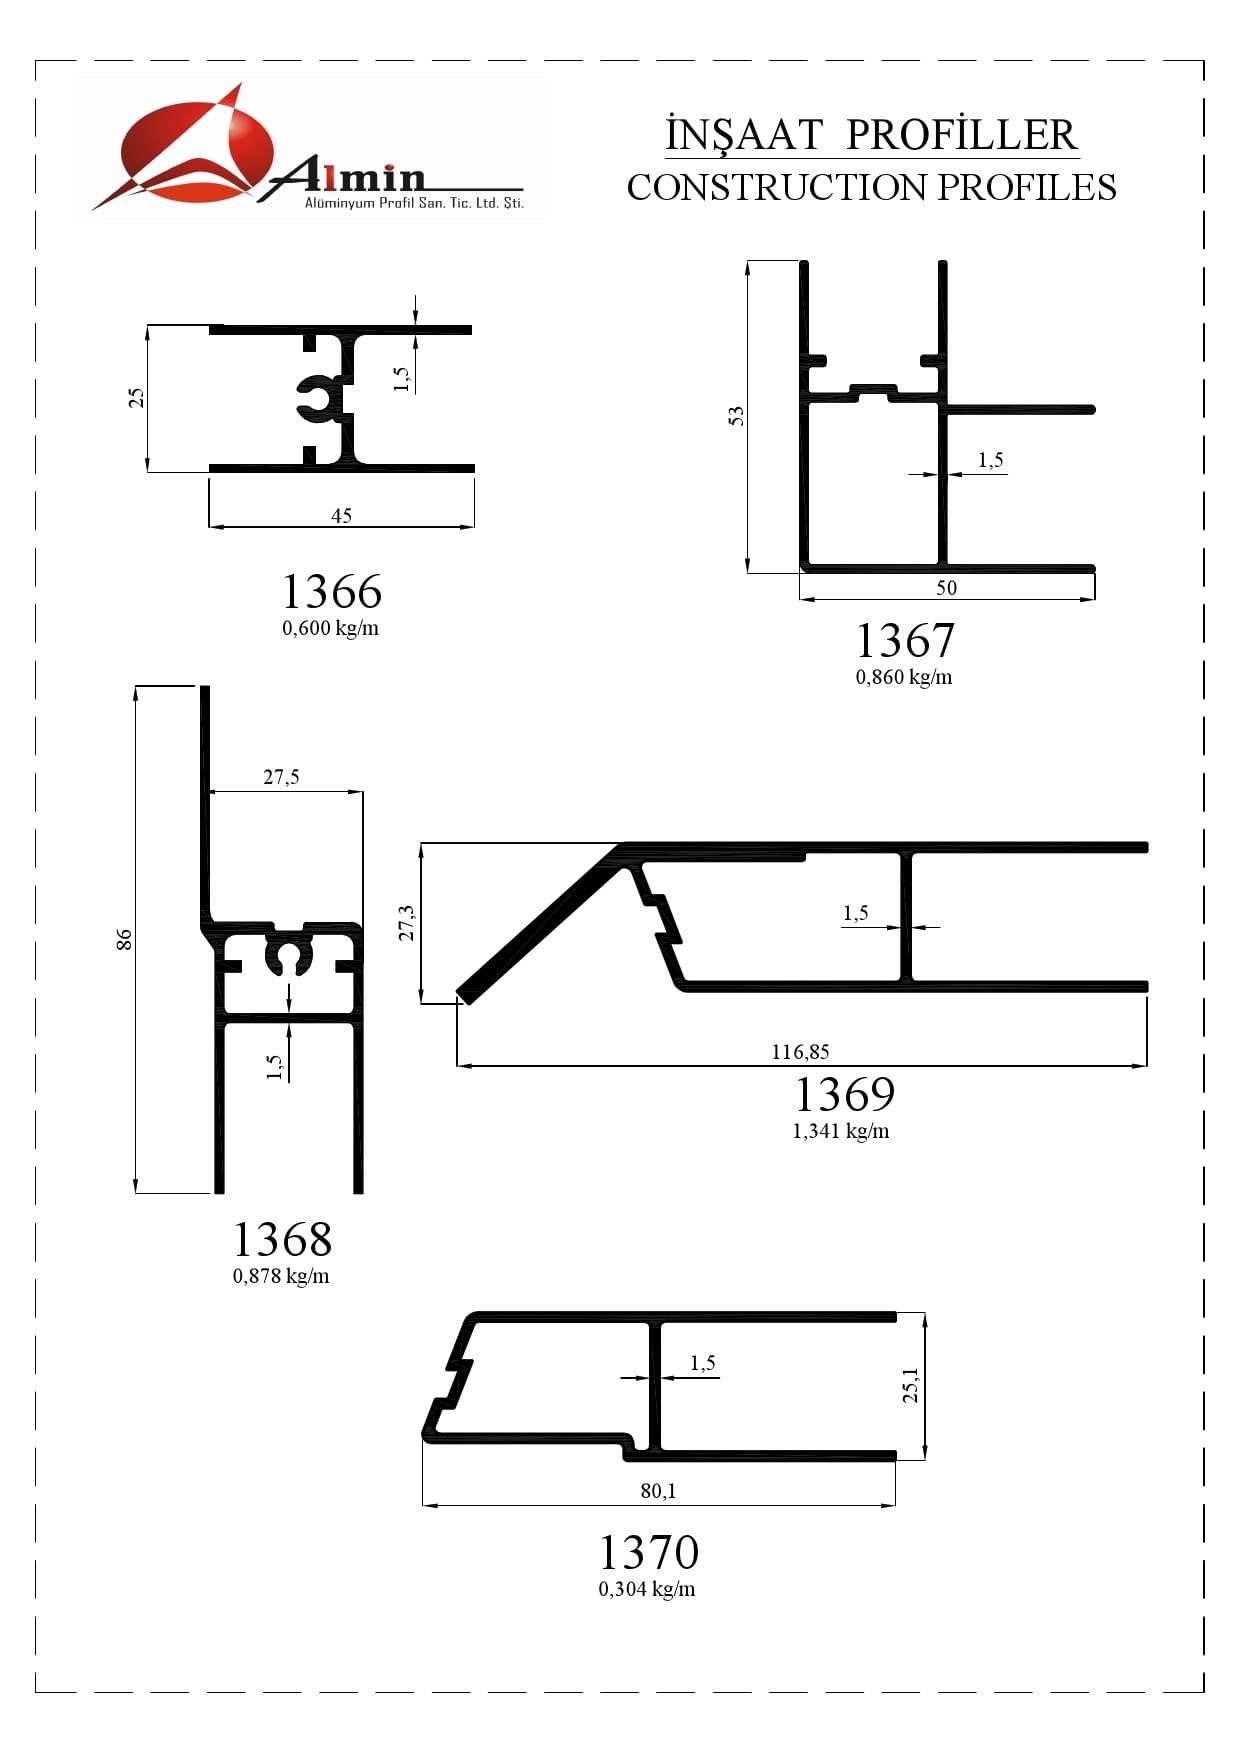 Almin
Alüminyum Profil San. Tic. Ltd. Şti.
İNŞAAT PROFİLLER
CONSTRUCTION PROFILES
25
1,5
45
1366
0,600 kg/m
53
1,5
50
1367
0,860 kg/m
27,5
86
1,5
1368
0,878 kg/m
27,3
1,5
116,85
1369
1,341 kg/m
1,5
25,1
80,1
1370
0,304 kg/m